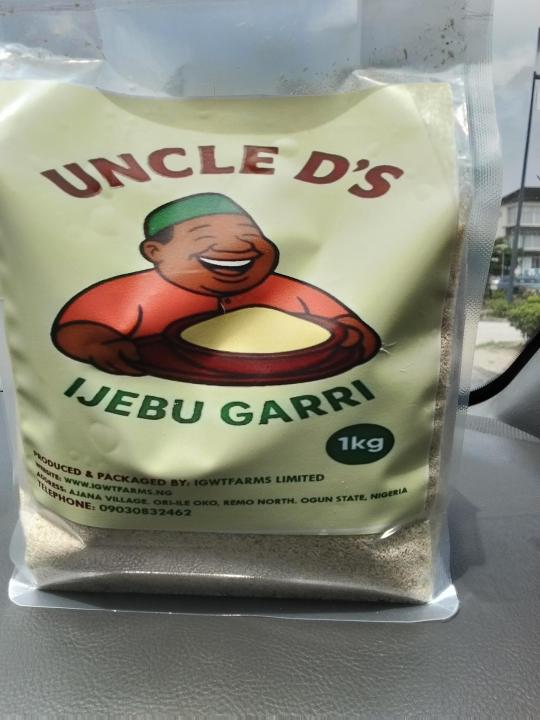 UNCLE D'S
IJEBU GARRI
1kg
PRODUCED & PACKAGED BY: IGWTFARMS LIMITED
WEBSITE: WWW.IGWTFARMS.NG
ADDRESS: AJANA VILLAGE, ORI-ILE OKO, REMO NORTH. OGUN STATE, NIGERIA
TELEPHONE: 09030832462